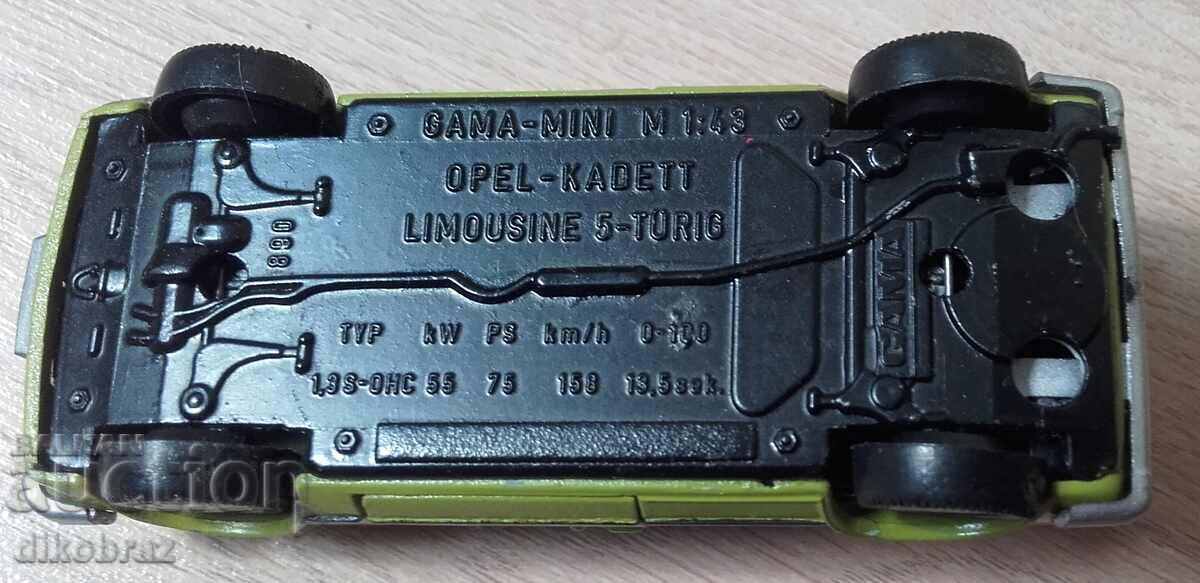 GAMA-MINI M 1:43
OPEL-KADETT
LIMOUSINE 5-TÜRIG
890
GAMA
TYP kW PS km/h 0-100
1,3S-OHC 55 75 158 13,5sek.
BALKAN
auction
dikobraz